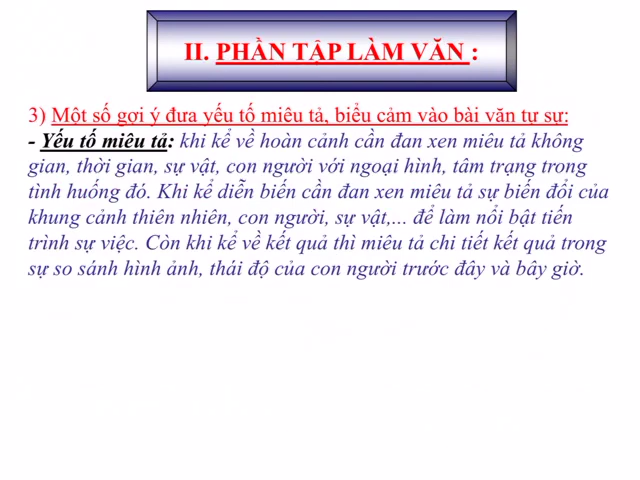 II. PHẦN TẬP LÀM VĂN :
3) Một số gợi ý đưa yếu tố miêu tả, biểu cảm vào bài văn tự sự:
- Yếu tố miêu tả: khi kể về hoàn cảnh cần đan xen miêu tả không
gian, thời gian, sự vật, con người với ngoại hình, tâm trạng trong
tình huống đó. Khi kể diễn biến cần đan xen miêu tả sự biến đổi của
khung cảnh thiên nhiên, con người, sự vật,... để làm nổi bật tiến
trình sự việc. Còn khi kể về kết quả thì miêu tả chi tiết kết quả trong
sự so sánh hình ảnh, thái độ của con người trước đây và bây giờ.